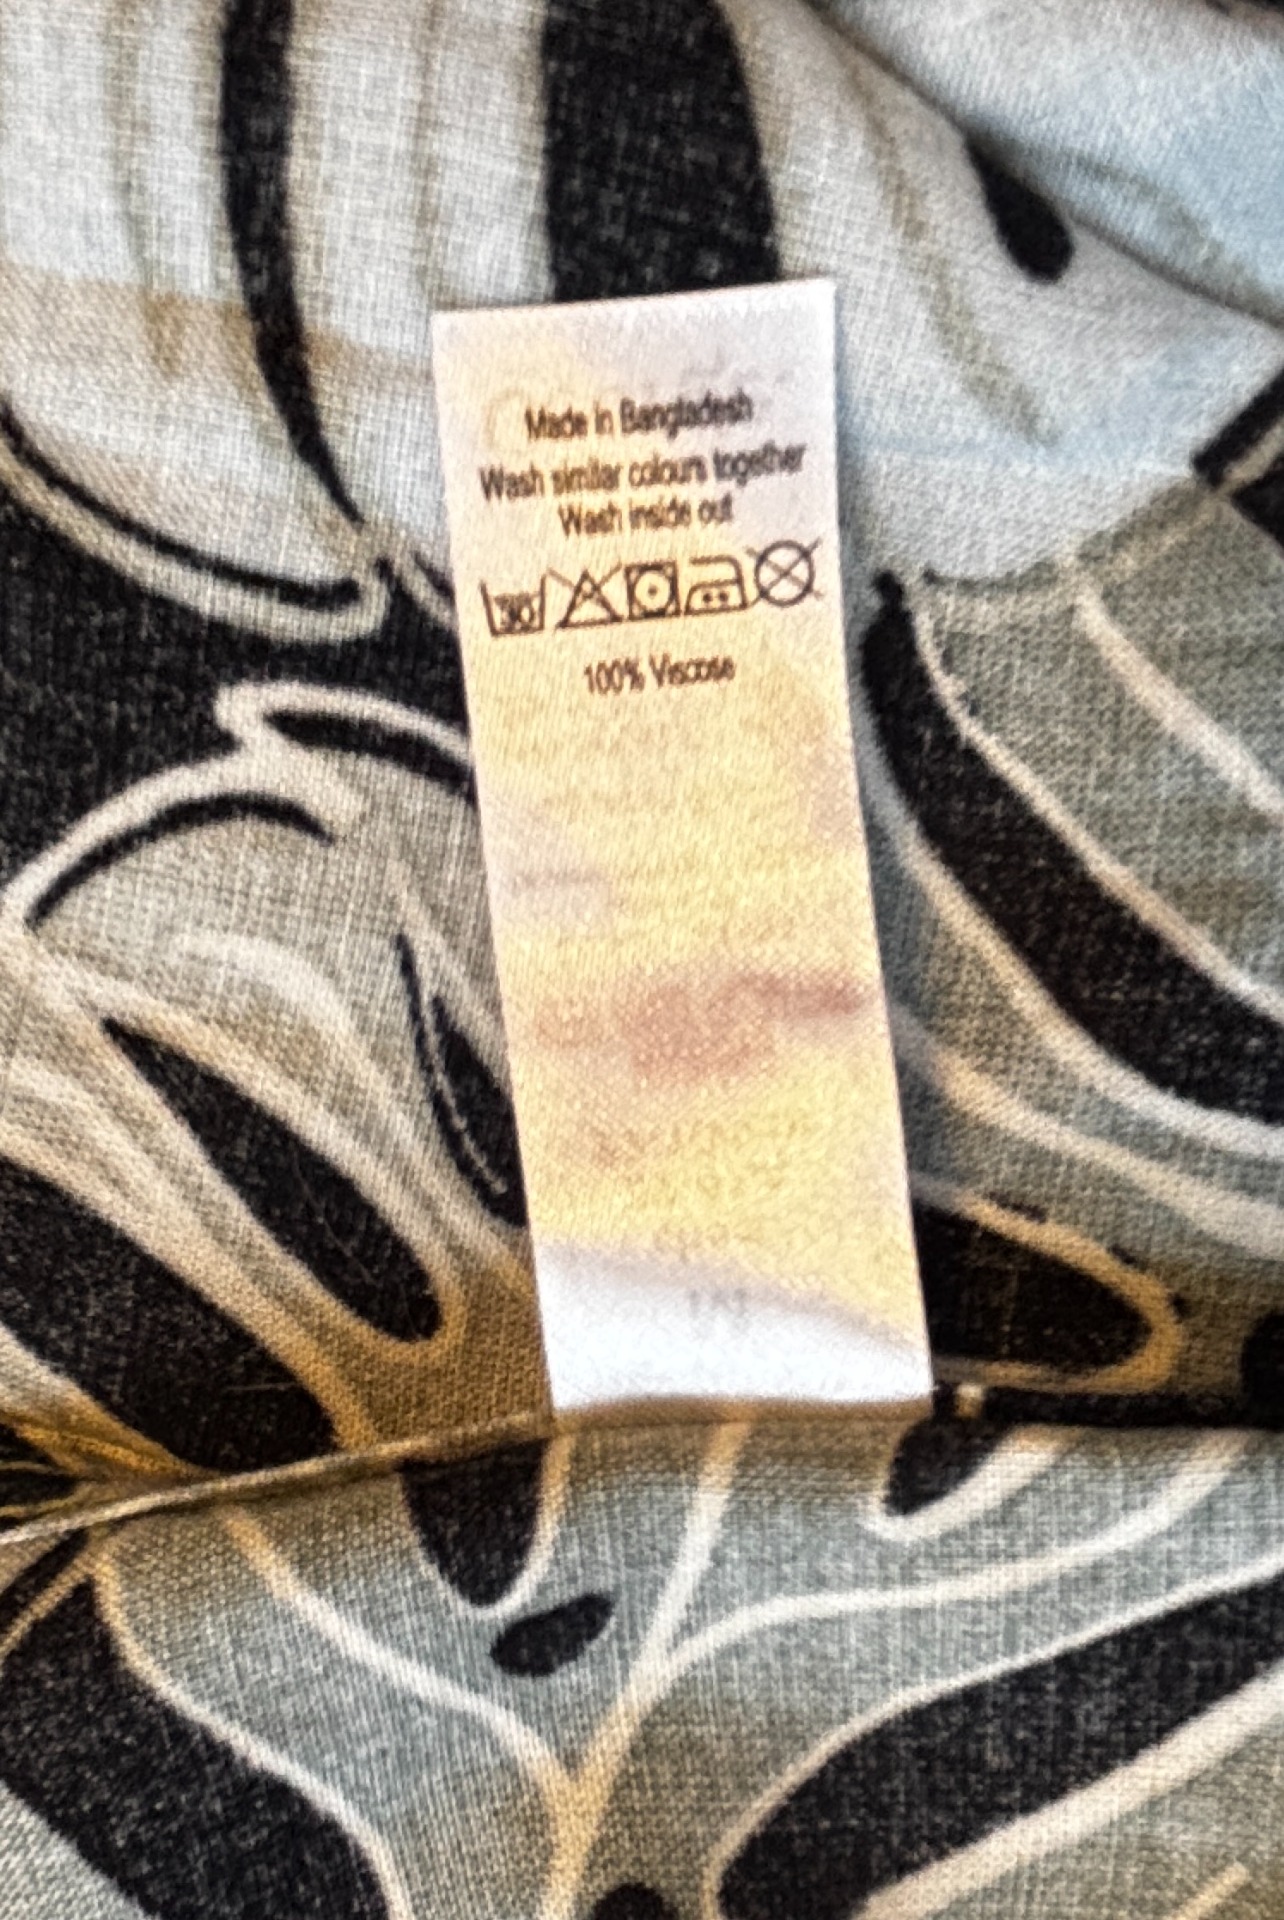 Made in Bangladesh
Wash similar colours together
Wash inside out
30
100% Viscose